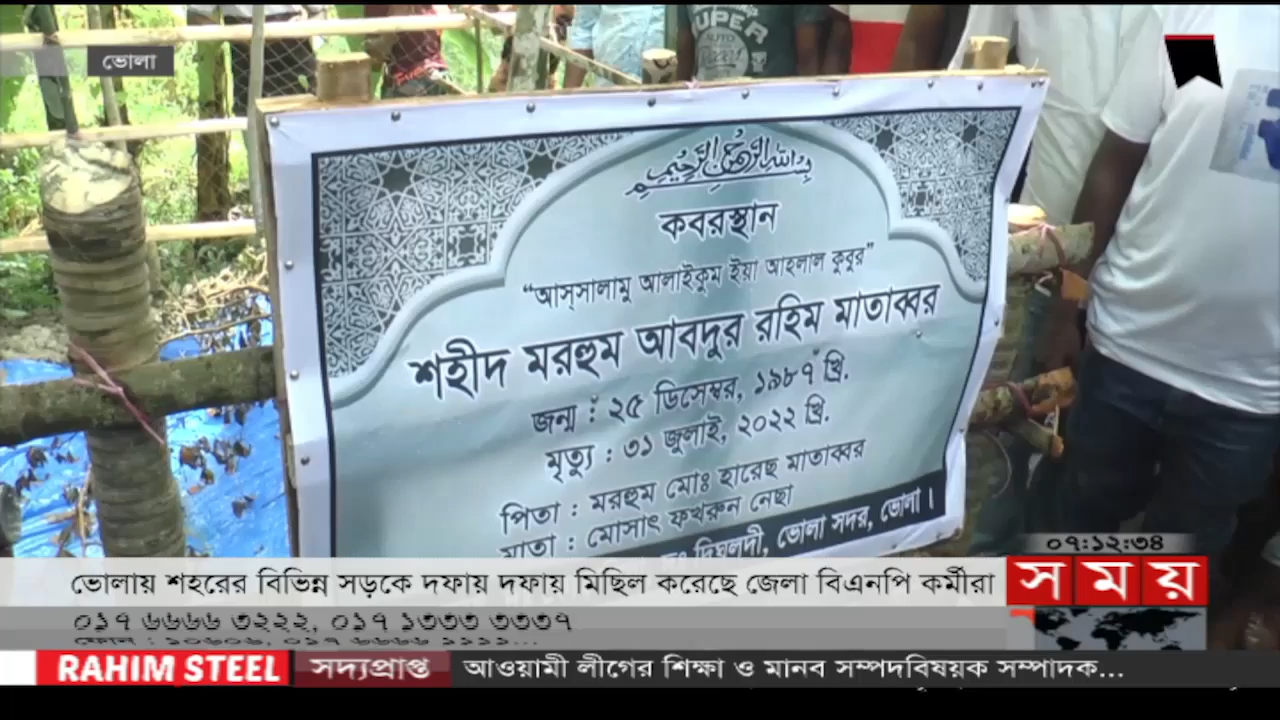 ভোলা
SUPER
AUTO
بسم الله الرحمن الرحيم
কবরস্থান
“আস্সালামু আলাইকুম ইয়া আহলাল কুবুর”
শহীদ মরহুম আবদুর রহিম মাতাব্বর
জন্ম : ২৫ ডিসেম্বর, ১৯৮৭ খ্রি.
মৃত্যু : ৩১ জুলাই, ২০২২ খ্রি.
পিতা : মরহুম মোঃ হারেছ মাতাব্বর
মাতা : মোসাৎ ফখরুন নেছা
দিঘলদী, ভোলা সদর, ভোলা।
০৭:১২:৩৪
ভোলায় শহরের বিভিন্ন সড়কে দফায় দফায় মিছিল করেছে জেলা বিএনপি কর্মীরা
সময়
০১৭ ৬৬৬৬ ৩২২২, ০১৭ ১৩৩৩ ৩৩৩৭
RAHIM STEEL সদ্যপ্রাপ্ত আওয়ামী লীগের শিক্ষা ও মানব সম্পদবিষয়ক সম্পাদক...